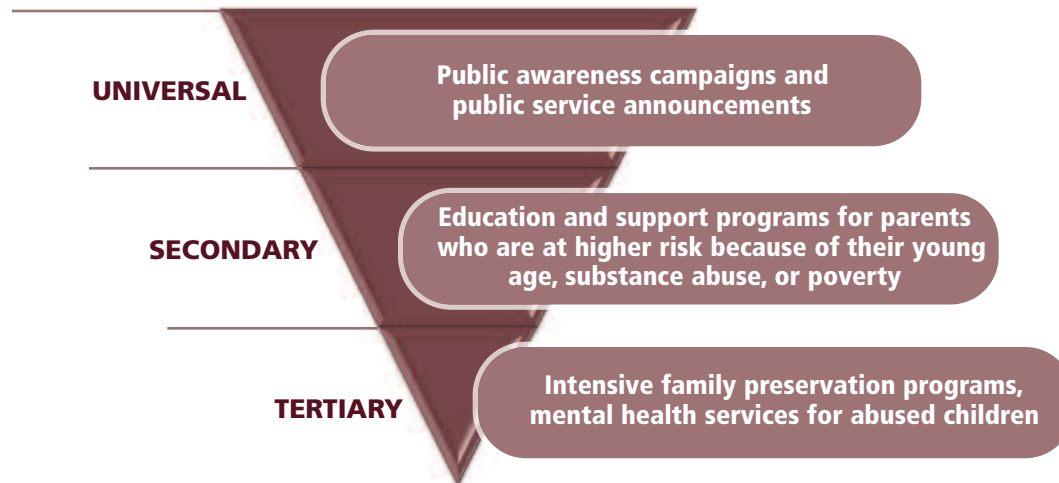 UNIVERSAL
Public awareness campaigns and
public service announcements
SECONDARY
Education and support programs for parents
who are at higher risk because of their young
age, substance abuse, or poverty
TERTIARY
Intensive family preservation programs,
mental health services for abused children